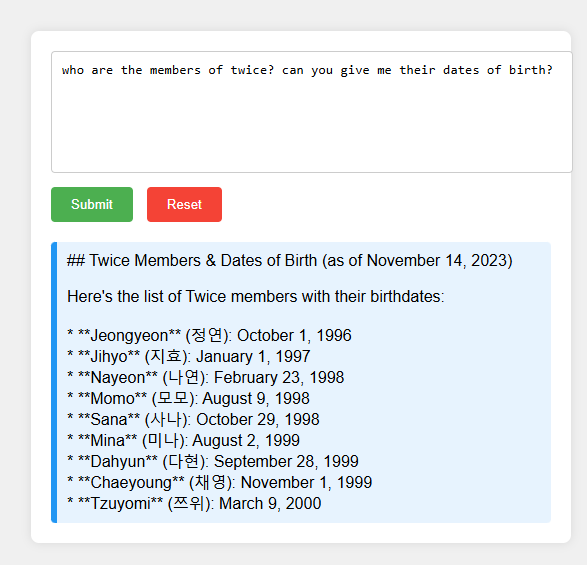 who are the members of twice? can you give me their dates of birth?
Submit Reset
## Twice Members & Dates of Birth (as of November 14, 2023)
Here's the list of Twice members with their birthdates:
* **Jeongyeon** (정연): October 1, 1996
* **Jihyo** (지효): January 1, 1997
* **Nayeon** (나연): February 23, 1998
* **Momo** (모모): August 9, 1998
* **Sana** (사나): October 29, 1998
* **Mina** (미나): August 2, 1999
* **Dahyun** (다현): September 28, 1999
* **Chaeyoung** (채영): November 1, 1999
* **Tzuyomi** (쯔위): March 9, 2000